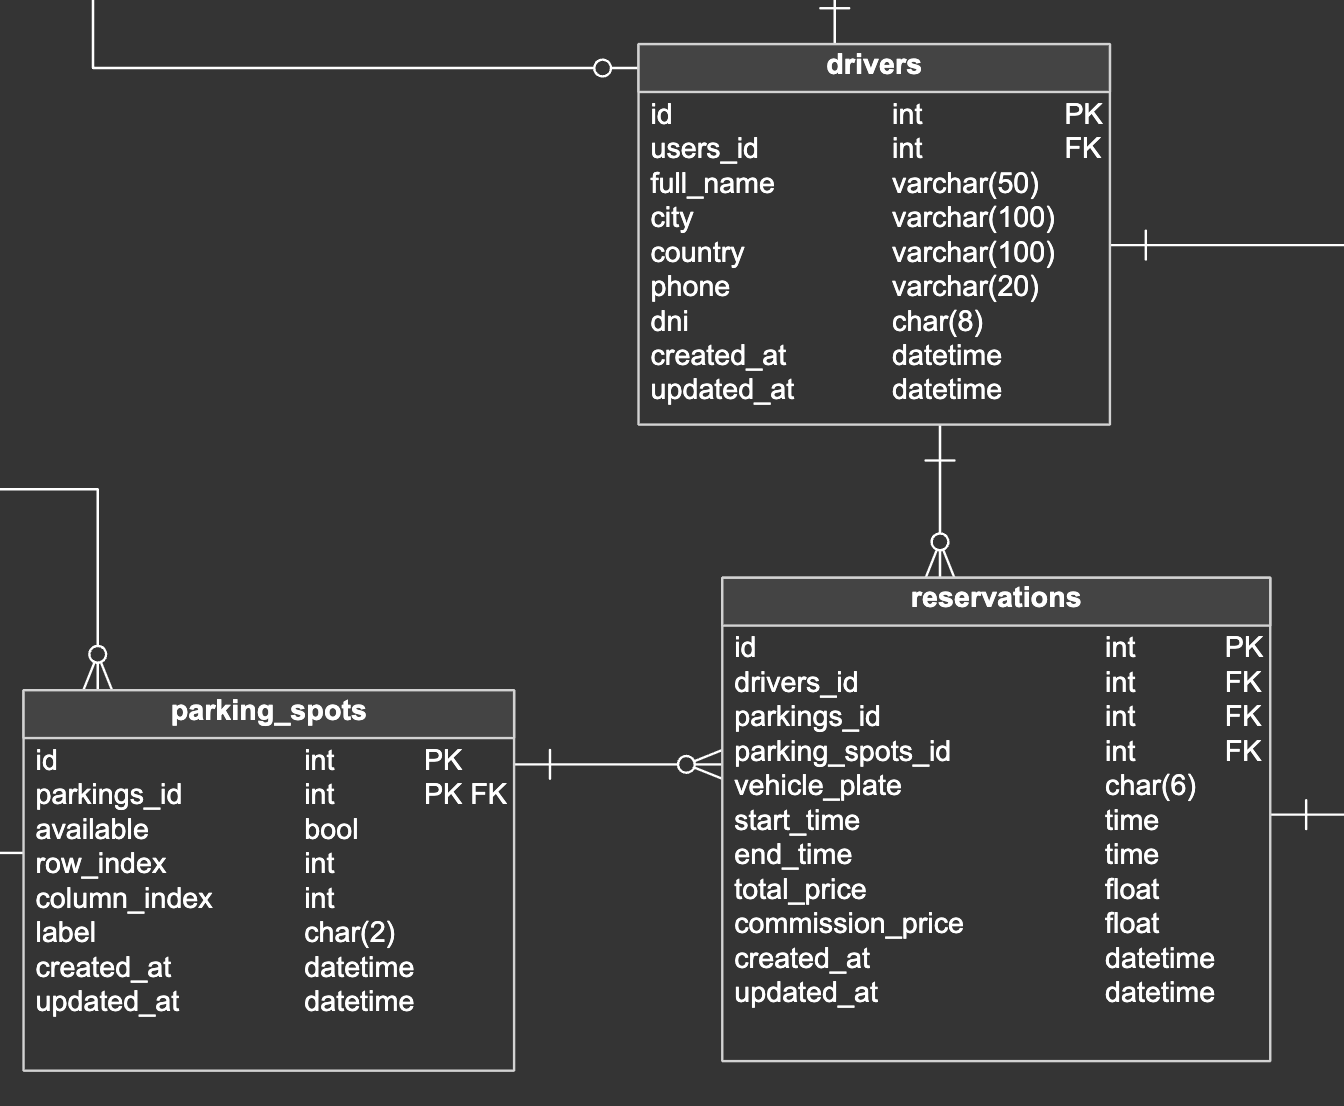 drivers
id int PK
users_id int FK
full_name varchar(50)
city varchar(100)
country varchar(100)
phone varchar(20)
dni char(8)
created_at datetime
updated_at datetime
reservations
id int PK
drivers_id int FK
parkings_id int FK
parking_spots_id int FK
vehicle_plate char(6)
start_time time
end_time time
total_price float
commission_price float
created_at datetime
updated_at datetime
parking_spots
id int PK
parkings_id int PK FK
available bool
row_index int
column_index int
label char(2)
created_at datetime
updated_at datetime